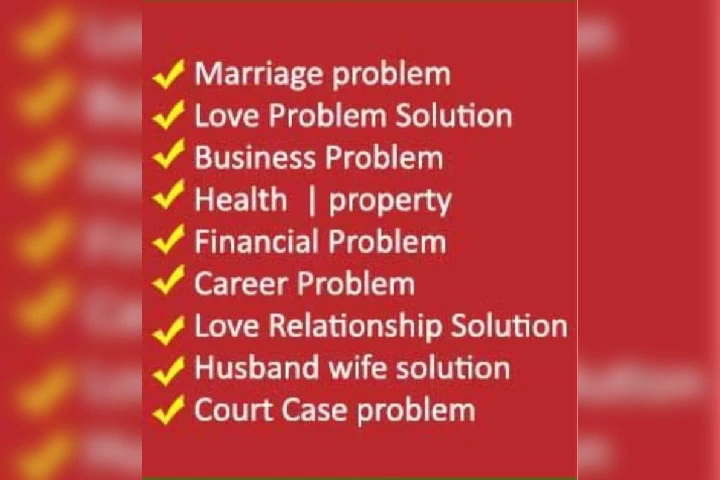 Marriage problem
Love Problem Solution
Business Problem
Health | property
Financial Problem
Career Problem
Love Relationship Solution
Husband wife solution
Court Case problem